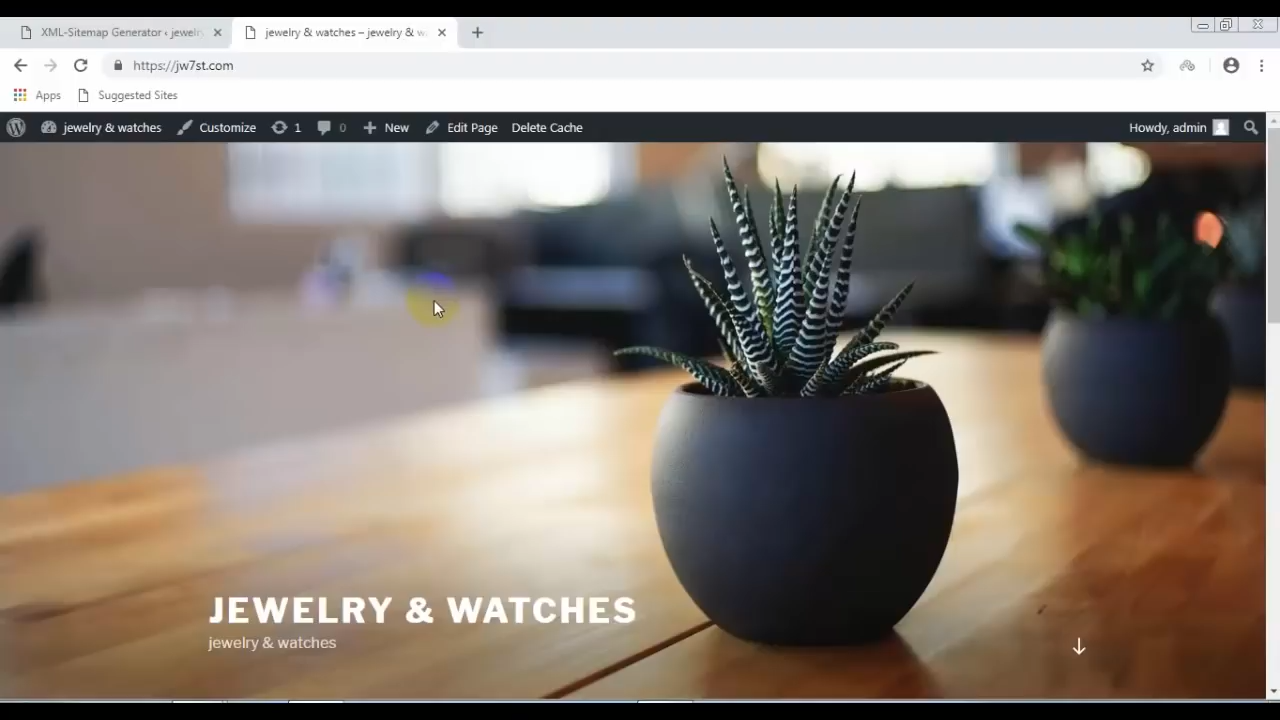 XML-Sitemap Generator ‹ jewelry
jewelry & watches – jewelry & wa
https://jw7st.com
Apps
Suggested Sites
jewelry & watches
Customize
1
0
New
Edit Page
Delete Cache
Howdy, admin
JEWELRY & WATCHES
jewelry & watches